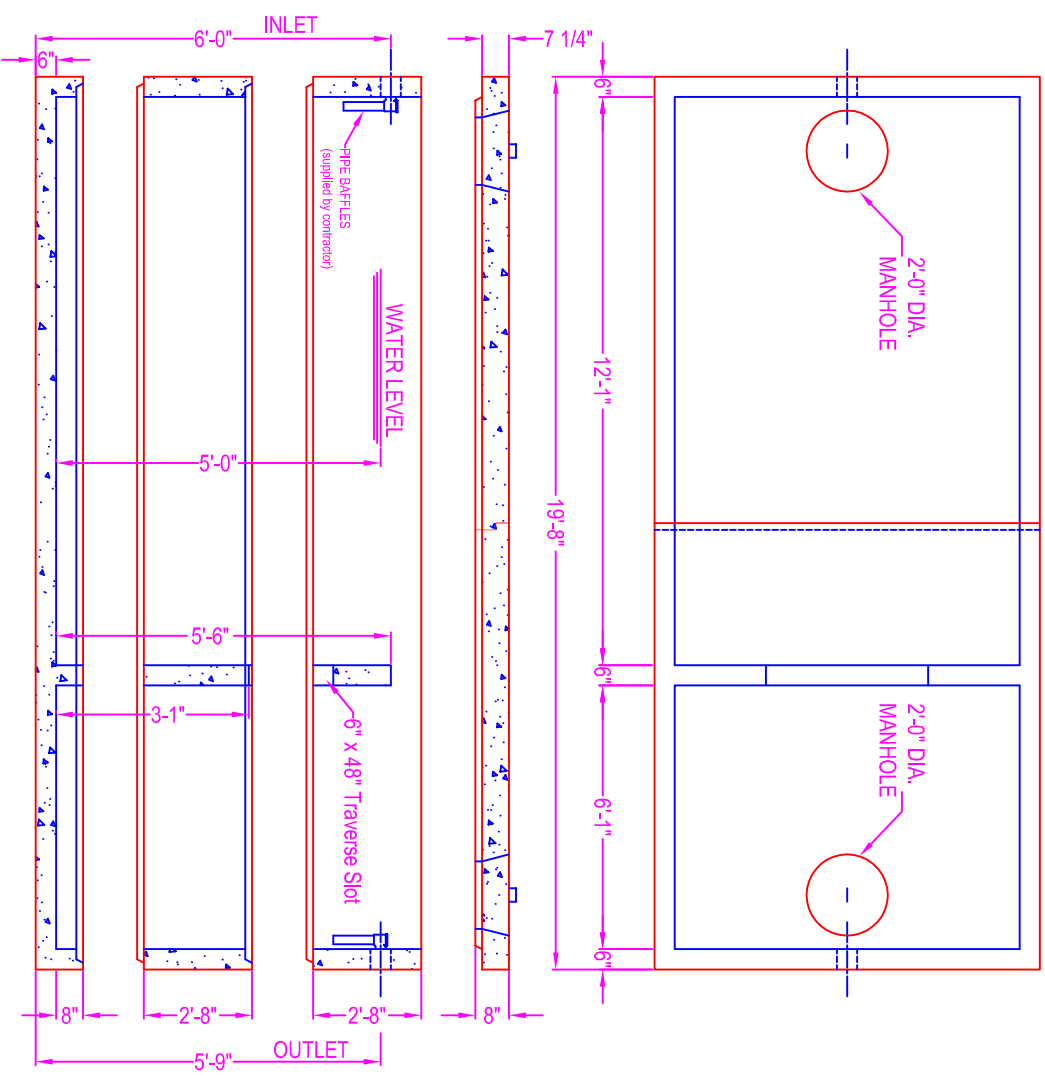 INLET
6'-0"
6"
7 1/4"
PIPE BAFFLES
(supplied by contractor)
WATER LEVEL
5'-0"
5'-6"
3-1"
6" x 48" Traverse Slot
8"
2'-8"
2'-8"
8"
OUTLET
5'-9"
19'-8"
6"
12'-1"
6"
6'-1"
6"
2'-0" DIA.
MANHOLE
2'-0" DIA.
MANHOLE